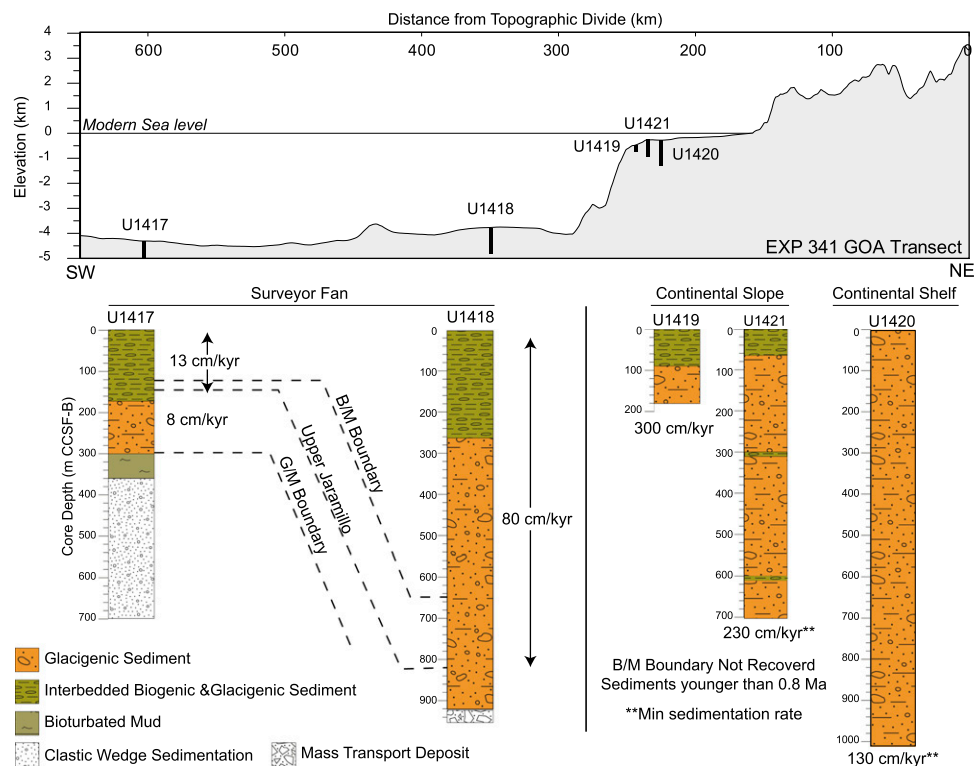 Distance from Topographic Divide (km)
600 500 400 300 200 100 0
Elevation (km)
4
3
2
1
0
-1
-2
-3
-4
-5
Modern Sea level
U1421
U1419
U1420
U1417
U1418
EXP 341 GOA Transect
SW
NE
Surveyor Fan
Continental Slope
Continental Shelf
U1417
U1418
U1419
U1421
U1420
Core Depth (m CCSF-B)
0
100
200
300
400
500
600
700
13 cm/kyr
8 cm/kyr
B/M Boundary
Upper Jaramillo
G/M Boundary
0
100
200
300
400
500
600
700
800
900
80 cm/kyr
0
100
200
300 cm/kyr
0
100
200
300
400
500
600
700
230 cm/kyr**
0
100
200
300
400
500
600
700
800
900
1000
130 cm/kyr**
B/M Boundary Not Recoverd
Sediments younger than 0.8 Ma
**Min sedimentation rate
Glacigenic Sediment
Interbedded Biogenic &Glacigenic Sediment
Bioturbated Mud
Clastic Wedge Sedimentation
Mass Transport Deposit